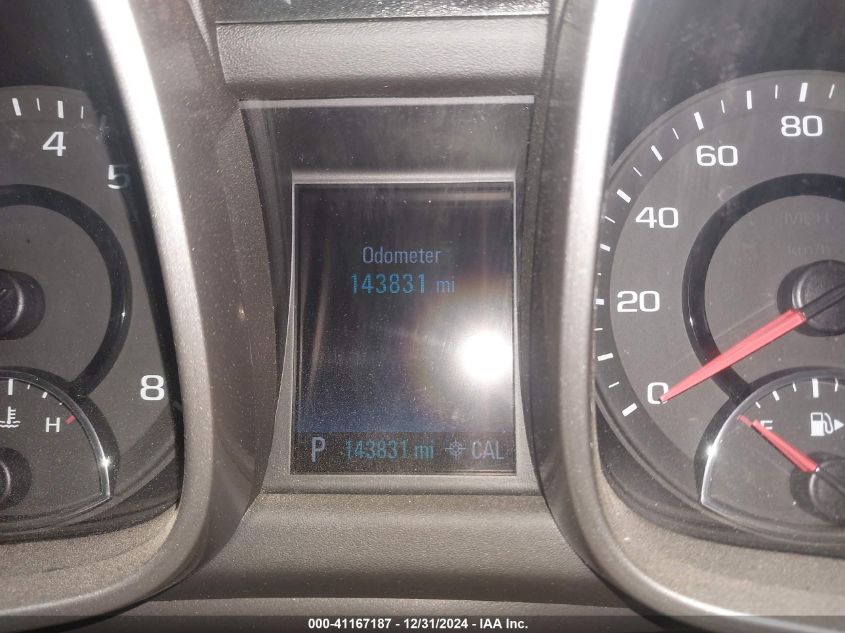 4
5
8
H
Odometer
143831 mi
P 143831 mi CAL
80
60
40
20
0
MPH
000-41167187 - 12/31/2024 - IAA Inc.